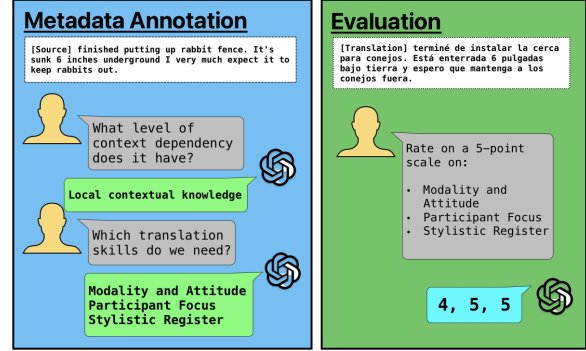 Metadata Annotation
[Source] finished putting up rabbit fence. It's
sunk 6 inches underground I very much expect it to
keep rabbits out.
What level of
context dependency
does it have?
Local contextual knowledge
Which translation
skills do we need?
Modality and Attitude
Participant Focus
Stylistic Register
Evaluation
[Translation] terminé de instalar la cerca
para conejos. Está enterrada 6 pulgadas
bajo tierra y espero que mantenga a los
conejos fuera.
Rate on a 5-point
scale on:
• Modality and
Attitude
• Participant Focus
• Stylistic Register
4, 5, 5